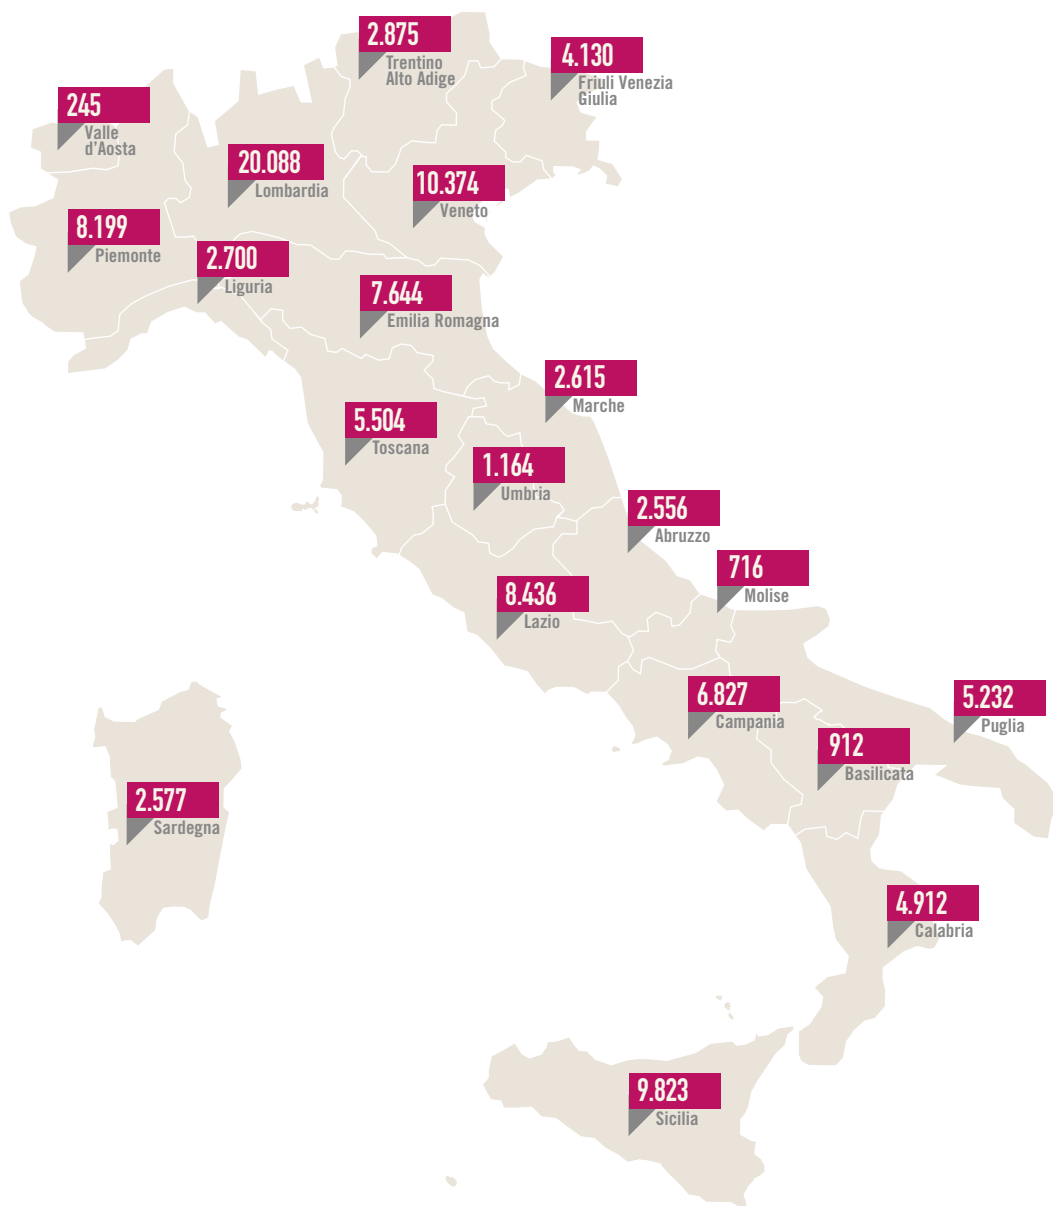 2.875
Trentino
Alto Adige
4.130
Friuli Venezia
Giulia
245
Valle
d'Aosta
20.088
Lombardia
10.374
Veneto
8.199
Piemonte
2.700
Liguria
7.644
Emilia Romagna
2.615
Marche
5.504
Toscana
1.164
Umbria
2.556
Abruzzo
716
Molise
8.436
Lazio
6.827
Campania
5.232
Puglia
912
Basilicata
2.577
Sardegna
4.912
Calabria
9.823
Sicilia